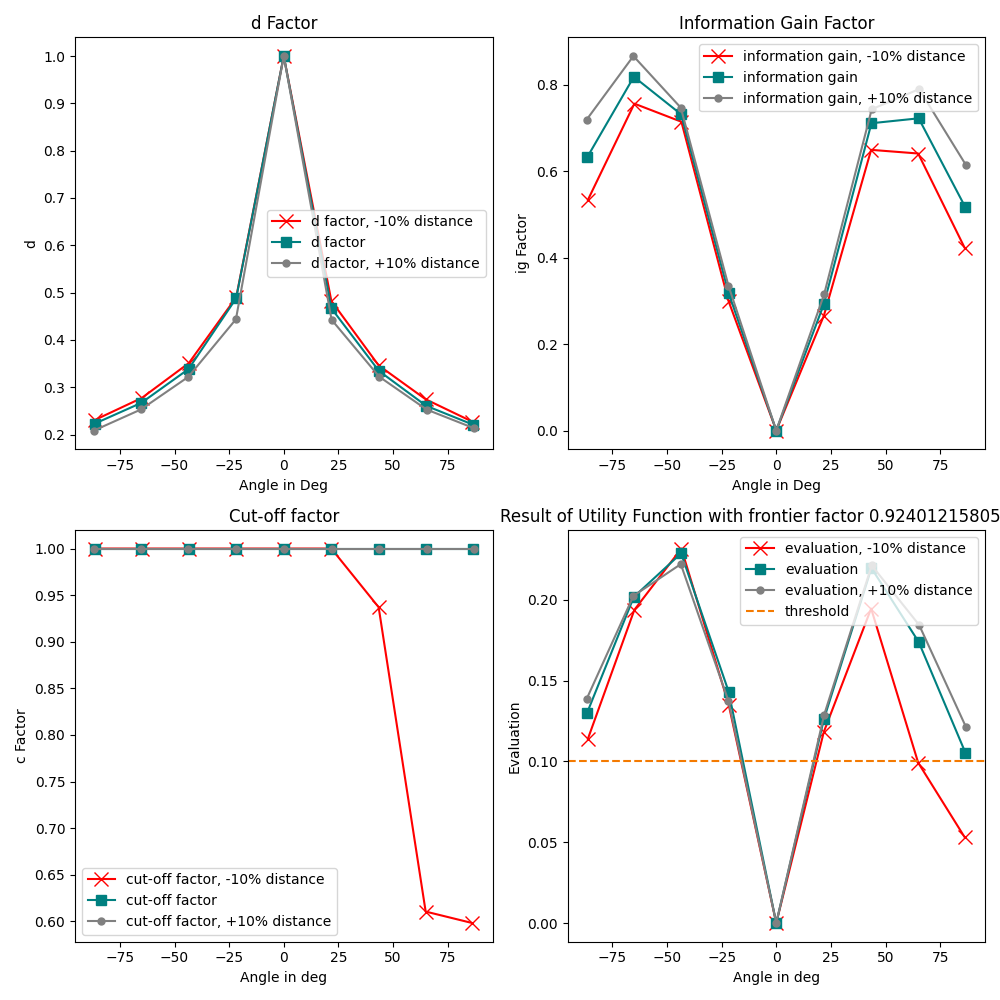 d Factor
d
1.0
0.9
0.8
0.7
0.6
0.5
0.4
0.3
0.2
d factor, -10% distance
d factor
d factor, +10% distance
−75 −50 −25 0 25 50 75
Angle in Deg
Information Gain Factor
ig Factor
0.8
0.6
0.4
0.2
0.0
information gain, -10% distance
information gain
information gain, +10% distance
−75 −50 −25 0 25 50 75
Angle in Deg
Cut-off factor
c Factor
1.00
0.95
0.90
0.85
0.80
0.75
0.70
0.65
0.60
cut-off factor, -10% distance
cut-off factor
cut-off factor, +10% distance
−75 −50 −25 0 25 50 75
Angle in deg
Result of Utility Function with frontier factor 0.92401215805
Evaluation
0.20
0.15
0.10
0.05
0.00
evaluation, -10% distance
evaluation
evaluation, +10% distance
threshold
−75 −50 −25 0 25 50 75
Angle in deg